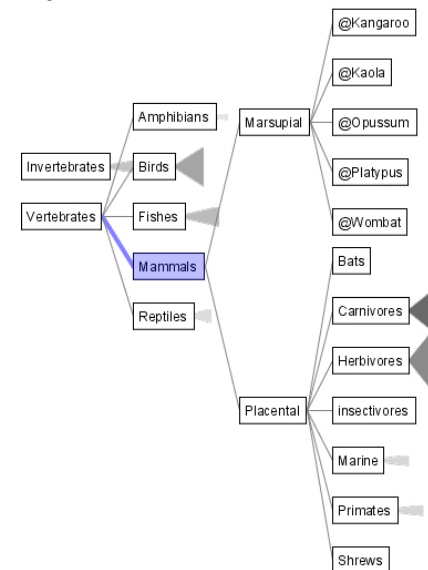 @Kangaroo
@Kaola
Amphibians
Marsupial
@Opussum
Invertebrates
Birds
@Platypus
Vertebrates
Fishes
@Wombat
Mammals
Bats
Reptiles
Carnivores
Herbivores
Placental
insectivores
Marine
Primates
Shrews